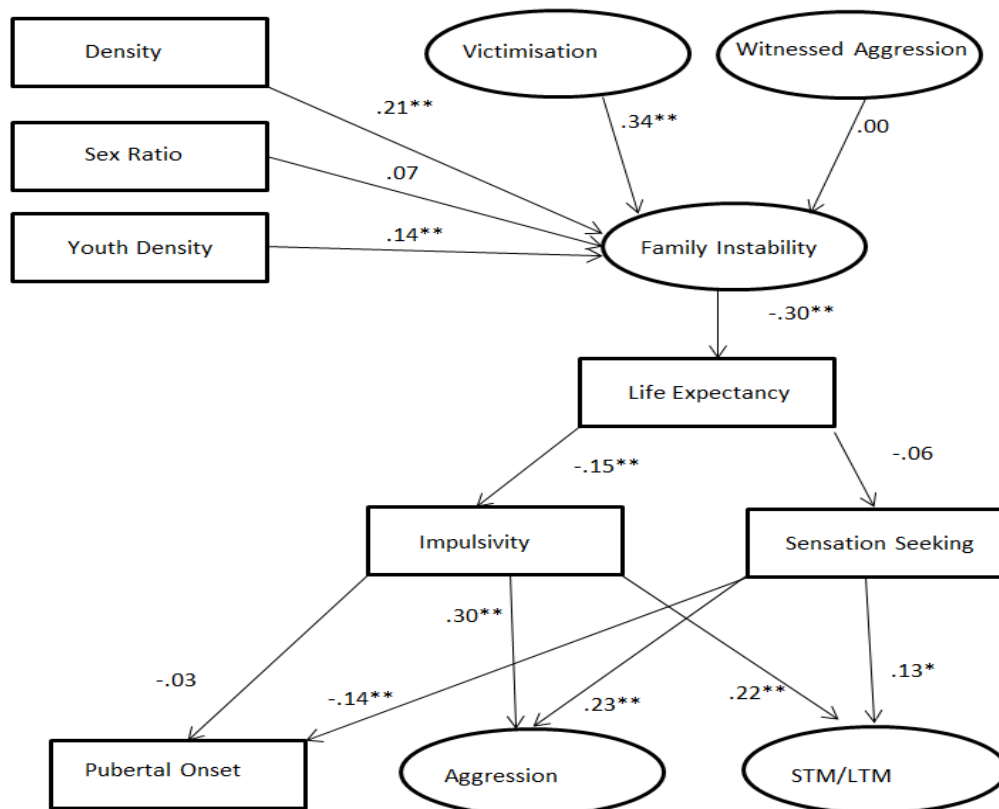 Density
Victimisation
Witnessed Aggression
.21**
.34**
.00
Sex Ratio
.07
Youth Density
.14**
Family Instability
-.30**
Life Expectancy
-.15**
-.06
Impulsivity
Sensation Seeking
.30**
-.03
-.14**
.23**
.22**
.13*
Pubertal Onset
Aggression
STM/LTM